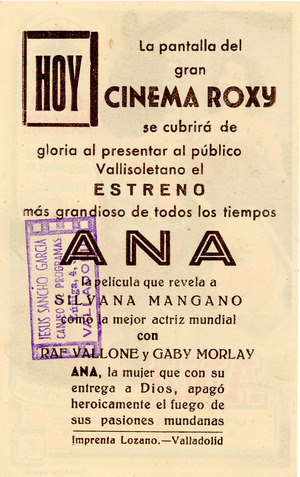 HOY
La pantalla del
gran
CINEMA ROXY
se cubrirá de
gloria al presentar al público
Vallisoletano el
ESTRENO
más grandioso de todos los tiempos
ANA
la película que revela a
SILVANA MANGANO
como la mejor actriz mundial
con
RAF VALLONE y GABY MORLAY
ANA, la mujer que con su
entrega a Dios, apagó
heroicamente el fuego de
sus pasiones mundanas
Imprenta Lozano.—Valladolid
JESUS SANCHO GARCIA
CANJEO PROGRAMAS
VALLADOLID